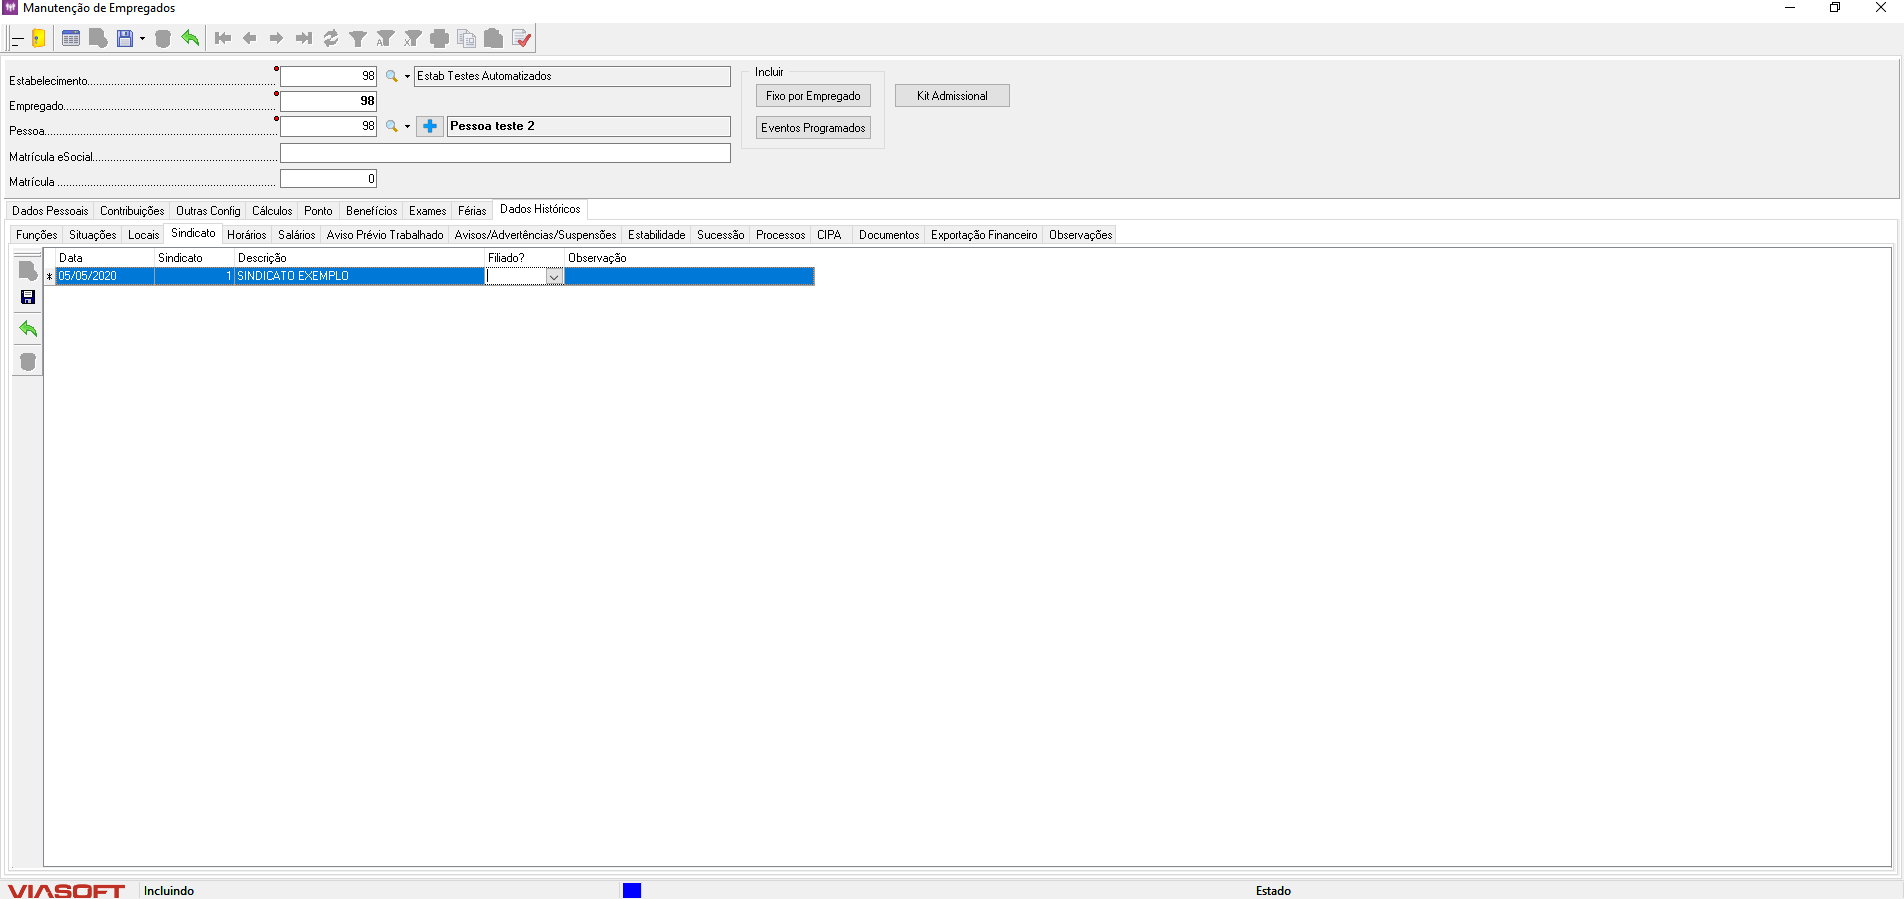 Manutenção de Empregados
Estabelecimento 98 Estab Testes Automatizados
Empregado 98
Pessoa 98 Pessoa teste 2
Matrícula eSocial
Matrícula 0
Incluir
Fixo por Empregado
Eventos Programados
Kit Admissional
Dados Pessoais Contribuições Outras Config Cálculos Ponto Benefícios Exames Férias Dados Históricos
Funções Situações Locais Sindicato Horários Salários Aviso Prévio Trabalhado Avisos/Advertências/Suspensões Estabilidade Sucessão Processos CIPA Documentos Exportação Financeiro Observações
Data Sindicato Descrição Filiado? Observação
05/05/2020 1 SINDICATO EXEMPLO
VIASOFT Incluindo Estado